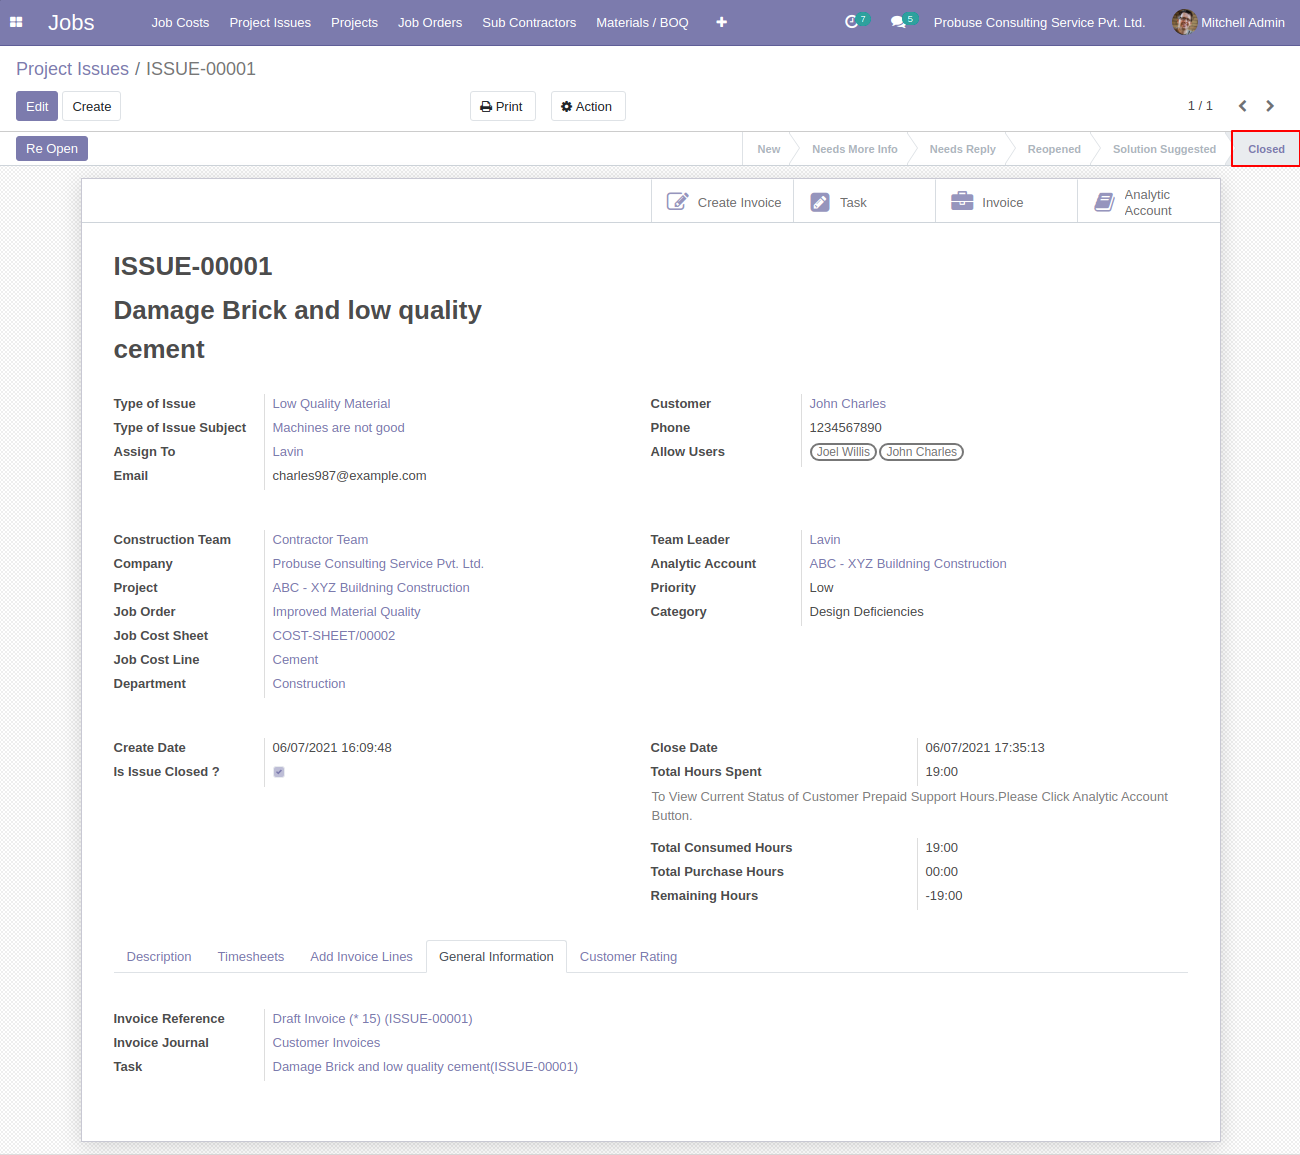 Jobs Job Costs Project Issues Projects Job Orders Sub Contractors Materials / BOQ 7 5 Probuse Consulting Service Pvt. Ltd. Mitchell Admin
Project Issues / ISSUE-00001
Edit Create Print Action 1 / 1
Re Open New Needs More Info Needs Reply Reopened Solution Suggested Closed
Create Invoice Task Invoice Analytic Account
ISSUE-00001
Damage Brick and low quality
cement
Type of Issue Low Quality Material Customer John Charles
Type of Issue Subject Machines are not good Phone 1234567890
Assign To Lavin Allow Users Joel Willis John Charles
Email charles987@example.com
Construction Team Contractor Team Team Leader Lavin
Company Probuse Consulting Service Pvt. Ltd. Analytic Account ABC - XYZ Buildning Construction
Project ABC - XYZ Buildning Construction Priority Low
Job Order Improved Material Quality Category Design Deficiencies
Job Cost Sheet COST-SHEET/00002
Job Cost Line Cement
Department Construction
Create Date 06/07/2021 16:09:48 Close Date 06/07/2021 17:35:13
Is Issue Closed ? Total Hours Spent 19:00
To View Current Status of Customer Prepaid Support Hours.Please Click Analytic Account
Button.
Total Consumed Hours 19:00
Total Purchase Hours 00:00
Remaining Hours -19:00
Description Timesheets Add Invoice Lines General Information Customer Rating
Invoice Reference Draft Invoice (* 15) (ISSUE-00001)
Invoice Journal Customer Invoices
Task Damage Brick and low quality cement(ISSUE-00001)